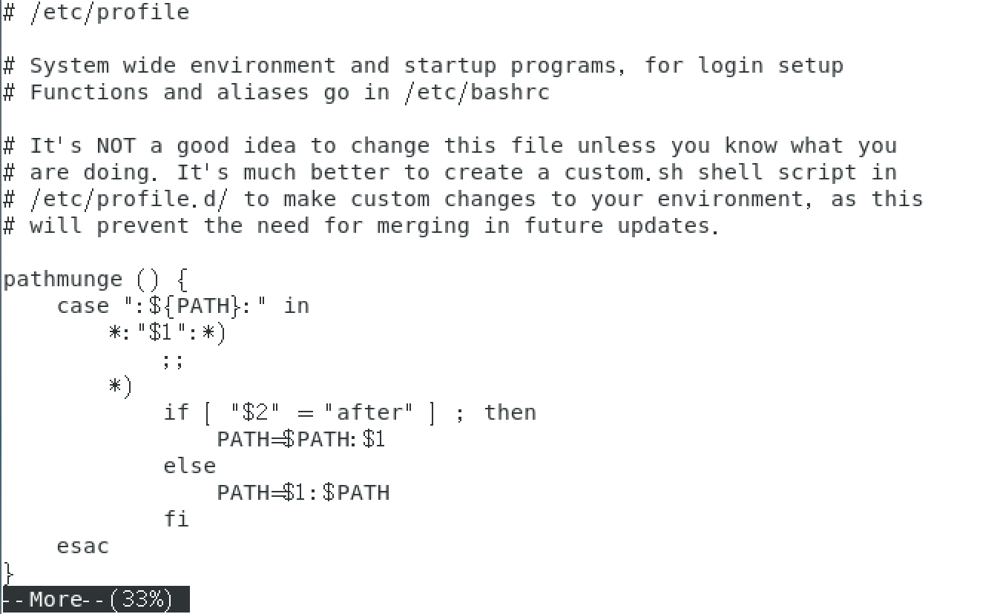 # /etc/profile

# System wide environment and startup programs, for login setup
# Functions and aliases go in /etc/bashrc

# It's NOT a good idea to change this file unless you know what you
# are doing. It's much better to create a custom.sh shell script in
# /etc/profile.d/ to make custom changes to your environment, as this
# will prevent the need for merging in future updates.

pathmunge () {
    case ":${PATH}:" in
        *:"$1":*)
            ;;
        *)
            if [ "$2" = "after" ] ; then
                PATH=$PATH:$1
            else
                PATH=$1:$PATH
            fi
    esac
}
--More--(33%)